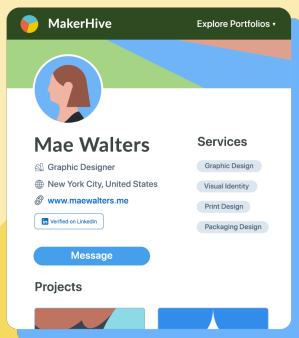 MakerHive
Explore Portfolios
Mae Walters
Graphic Designer
New York City, United States
www.maewalters.me
in Verified on LinkedIn
Message
Services
Graphic Design
Visual Identity
Print Design
Packaging Design
Projects